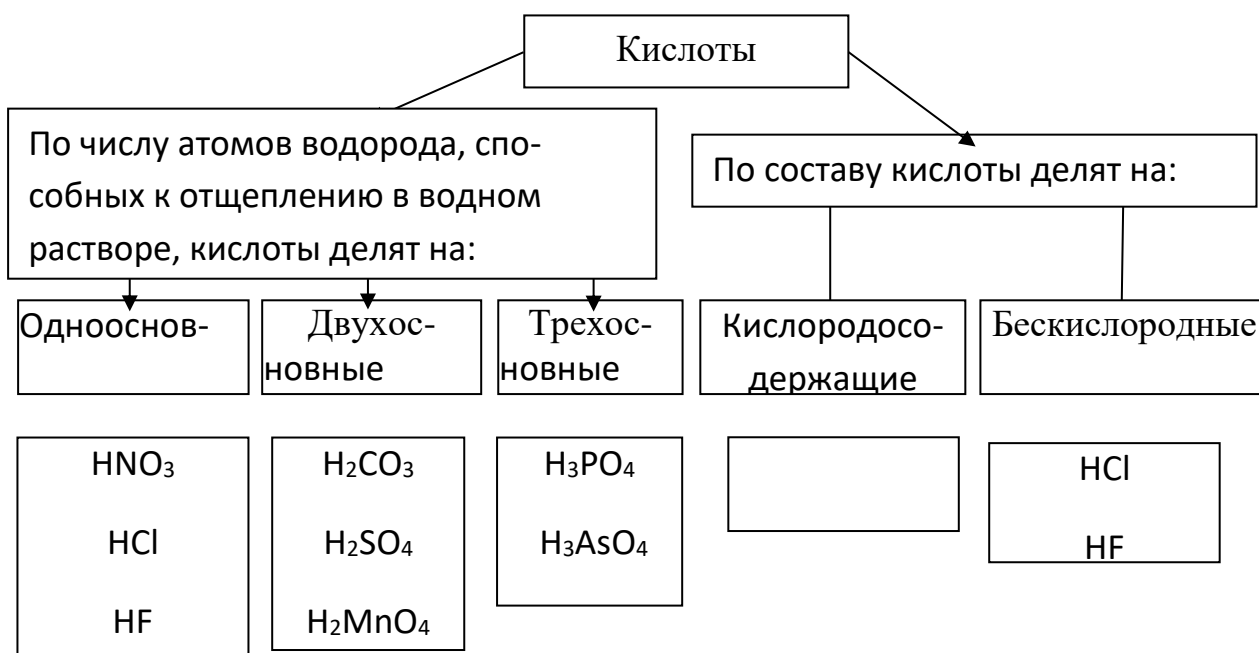 Кислоты
По числу атомов водорода, спо-
собных к отщеплению в водном
растворе, кислоты делят на:
По составу кислоты делят на:
Однооснов-
Двухос-
новные
Трехос-
новные
Кислородосо-
держащие
Бескислородные
HNO₃
HCl
HF
H₂CO₃
H₂SO₄
H₂MnO₄
H₃PO₄
H₃AsO₄
HCl
HF